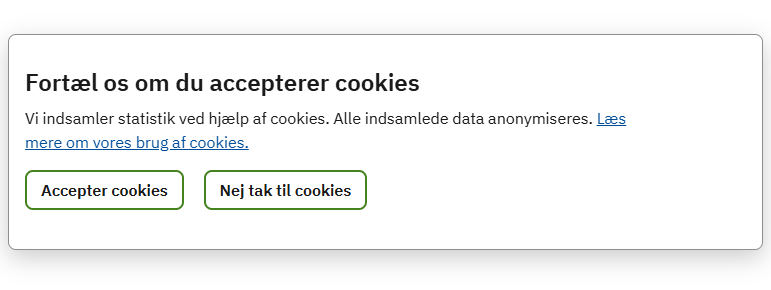 Fortæl os om du accepterer cookies
Vi indsamler statistik ved hjælp af cookies. Alle indsamlede data anonymiseres. Læs
mere om vores brug af cookies.
Accepter cookies
Nej tak til cookies